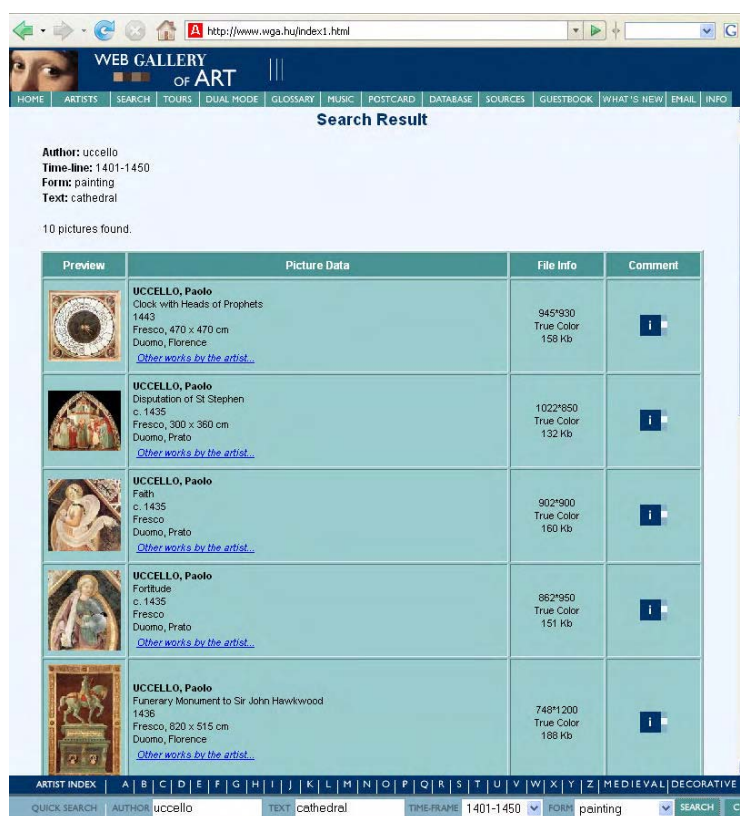 http://www.wga.hu/index1.html
G
WEB GALLERY
OF ART
HOME ARTISTS SEARCH TOURS DUAL MODE GLOSSARY MUSIC POSTCARD DATABASE SOURCES GUESTBOOK WHAT'S NEW EMAIL INFO
Search Result
Author: uccello
Time-line: 1401-1450
Form: painting
Text: cathedral
10 pictures found.
Preview Picture Data File Info Comment
UCCELLO, Paolo
Clock with Heads of Prophets
1443
Fresco, 470 x 470 cm
Duomo, Florence
Other works by the artist...
945*930
True Color
158 Kb
i
UCCELLO, Paolo
Disputation of St Stephen
c. 1435
Fresco, 300 x 360 cm
Duomo, Prato
Other works by the artist...
1022*850
True Color
132 Kb
i
UCCELLO, Paolo
Faith
c. 1435
Fresco
Duomo, Prato
Other works by the artist...
902*900
True Color
160 Kb
i
UCCELLO, Paolo
Fortitude
c. 1435
Fresco
Duomo, Prato
Other works by the artist...
862*950
True Color
151 Kb
i
UCCELLO, Paolo
Funerary Monument to Sir John Hawkwood
1436
Fresco, 820 x 515 cm
Duomo, Florence
Other works by the artist...
748*1200
True Color
188 Kb
i
ARTIST INDEX | A | B | C | D | E | F | G | H | I | J | K | L | M | N | O | P | Q | R | S | T | U | V | W | X | Y | Z | MEDIEVAL | DECORATIVE
QUICK SEARCH AUTHOR uccello TEXT cathedral TIME-FRAME 1401-1450 FORM painting SEARCH C